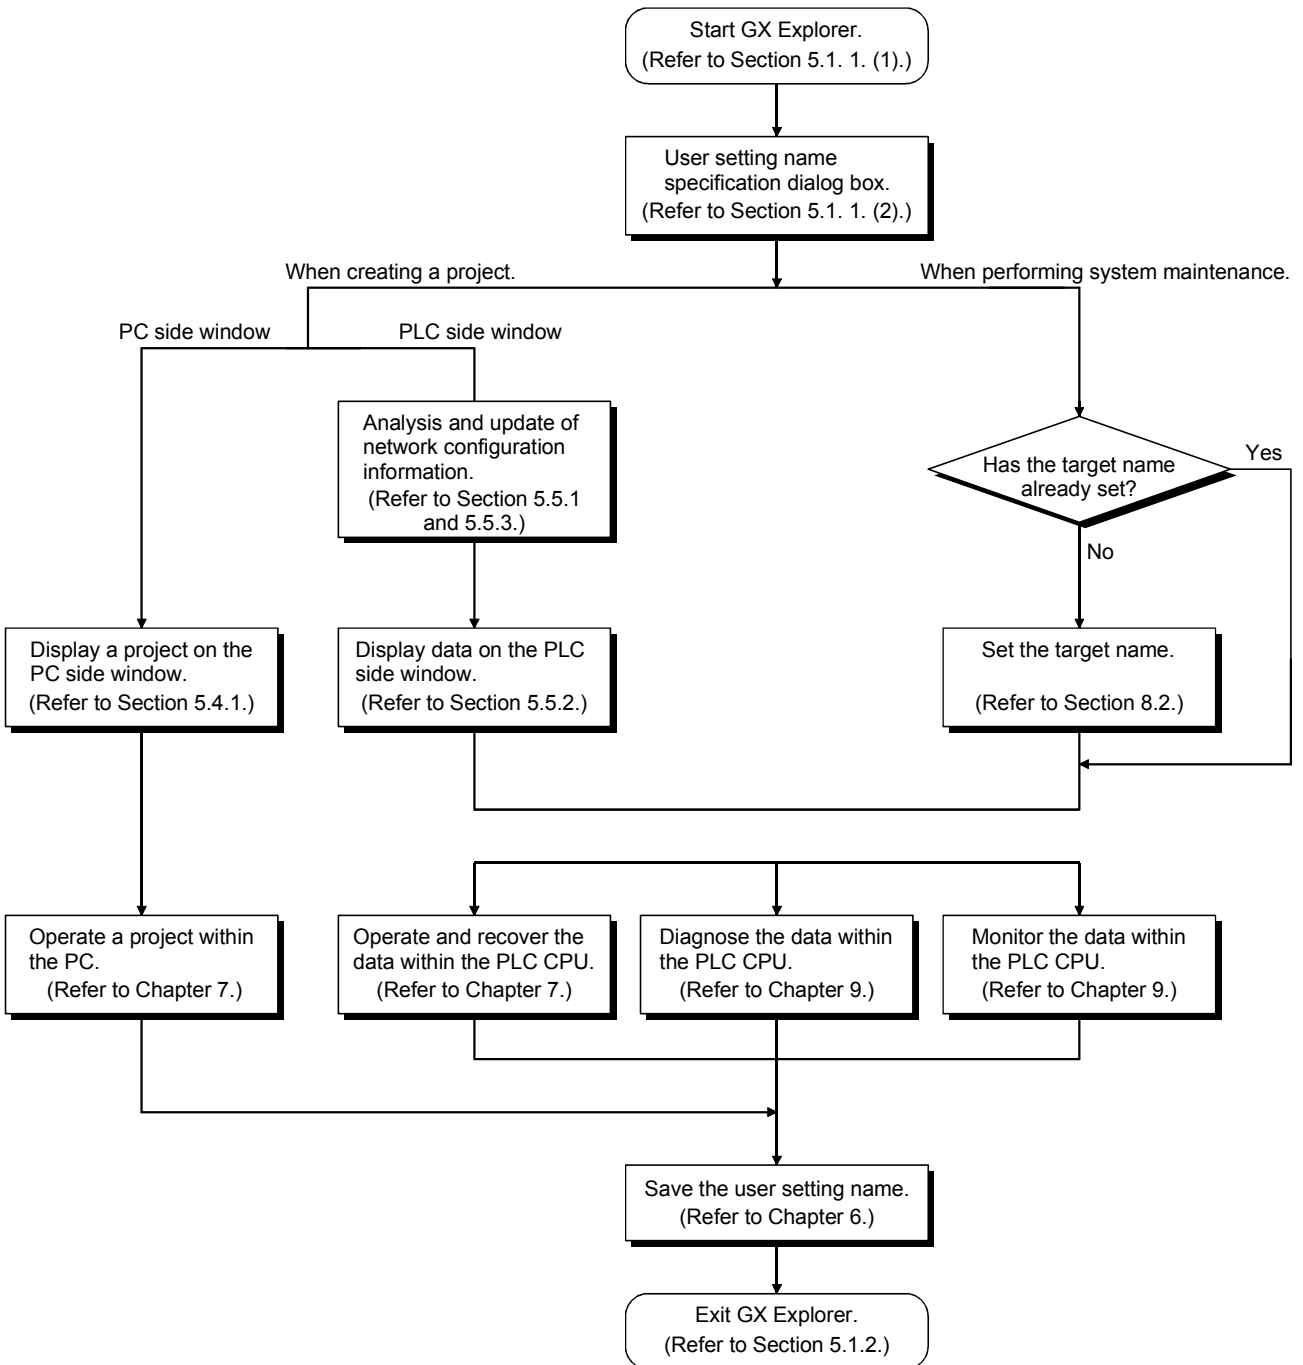 Start GX Explorer.
(Refer to Section 5.1. 1. (1).)
User setting name
specification dialog box.
(Refer to Section 5.1. 1. (2).)
When creating a project.
When performing system maintenance.
PC side window
PLC side window
Analysis and update of
network configuration
information.
(Refer to Section 5.5.1
and 5.5.3.)
Has the target name
already set?
Yes
No
Display a project on the
PC side window.
(Refer to Section 5.4.1.)
Display data on the PLC
side window.
(Refer to Section 5.5.2.)
Set the target name.
(Refer to Section 8.2.)
Operate a project within
the PC.
(Refer to Chapter 7.)
Operate and recover the
data within the PLC CPU.
(Refer to Chapter 7.)
Diagnose the data within
the PLC CPU.
(Refer to Chapter 9.)
Monitor the data within
the PLC CPU.
(Refer to Chapter 9.)
Save the user setting name.
(Refer to Chapter 6.)
Exit GX Explorer.
(Refer to Section 5.1.2.)